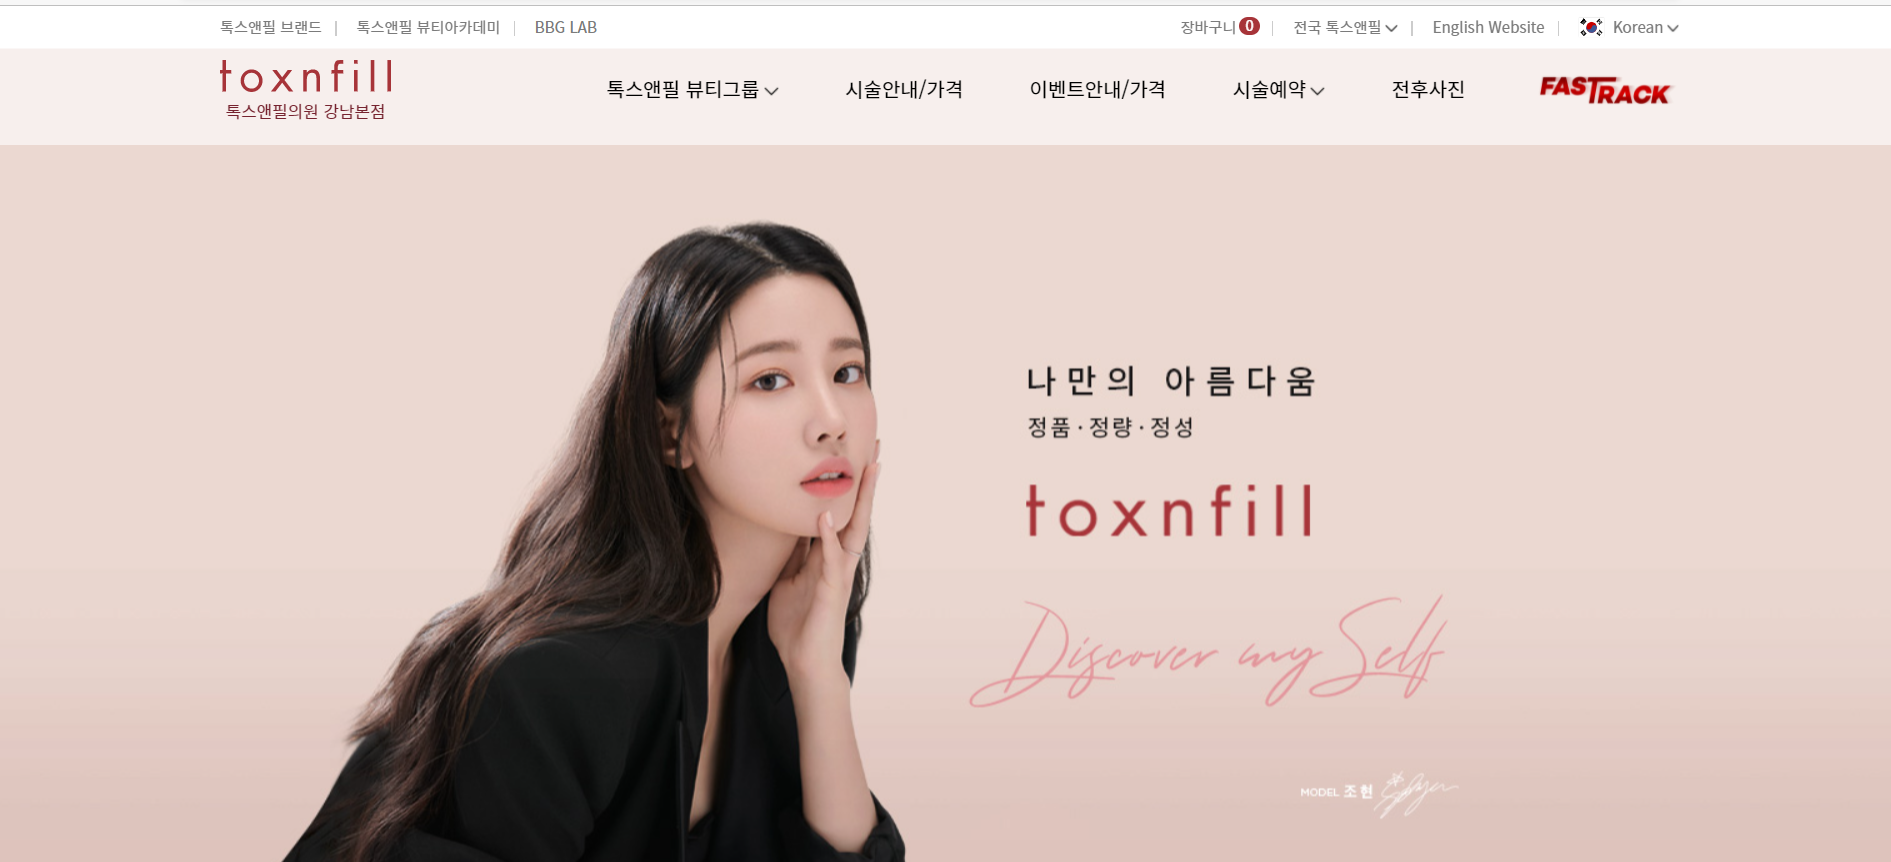 톡스앤필 브랜드 | 톡스앤필 뷰티아카데미 | BBG LAB
장바구니 0 | 전국 톡스앤필 | English Website | Korean
toxnfill
톡스앤필의원 강남본점
톡스앤필 뷰티그룹 시술안내/가격 이벤트안내/가격 시술예약 전후사진 FASTRACK
나만의 아름다움
정품·정량·정성
toxnfill
Discover my Self
MODEL 조현